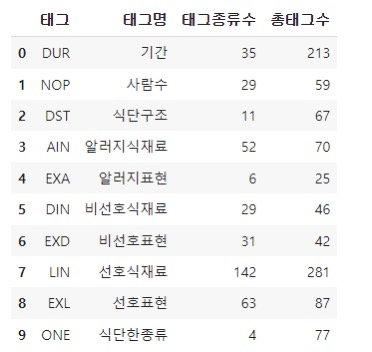 태그 태그명 태그종류수 총태그수
0 DUR 기간 35 213
1 NOP 사람수 29 59
2 DST 식단구조 11 67
3 AIN 알러지식재료 52 70
4 EXA 알러지표현 6 25
5 DIN 비선호식재료 29 46
6 EXD 비선호표현 31 42
7 LIN 선호식재료 142 281
8 EXL 선호표현 63 87
9 ONE 식단한종류 4 77